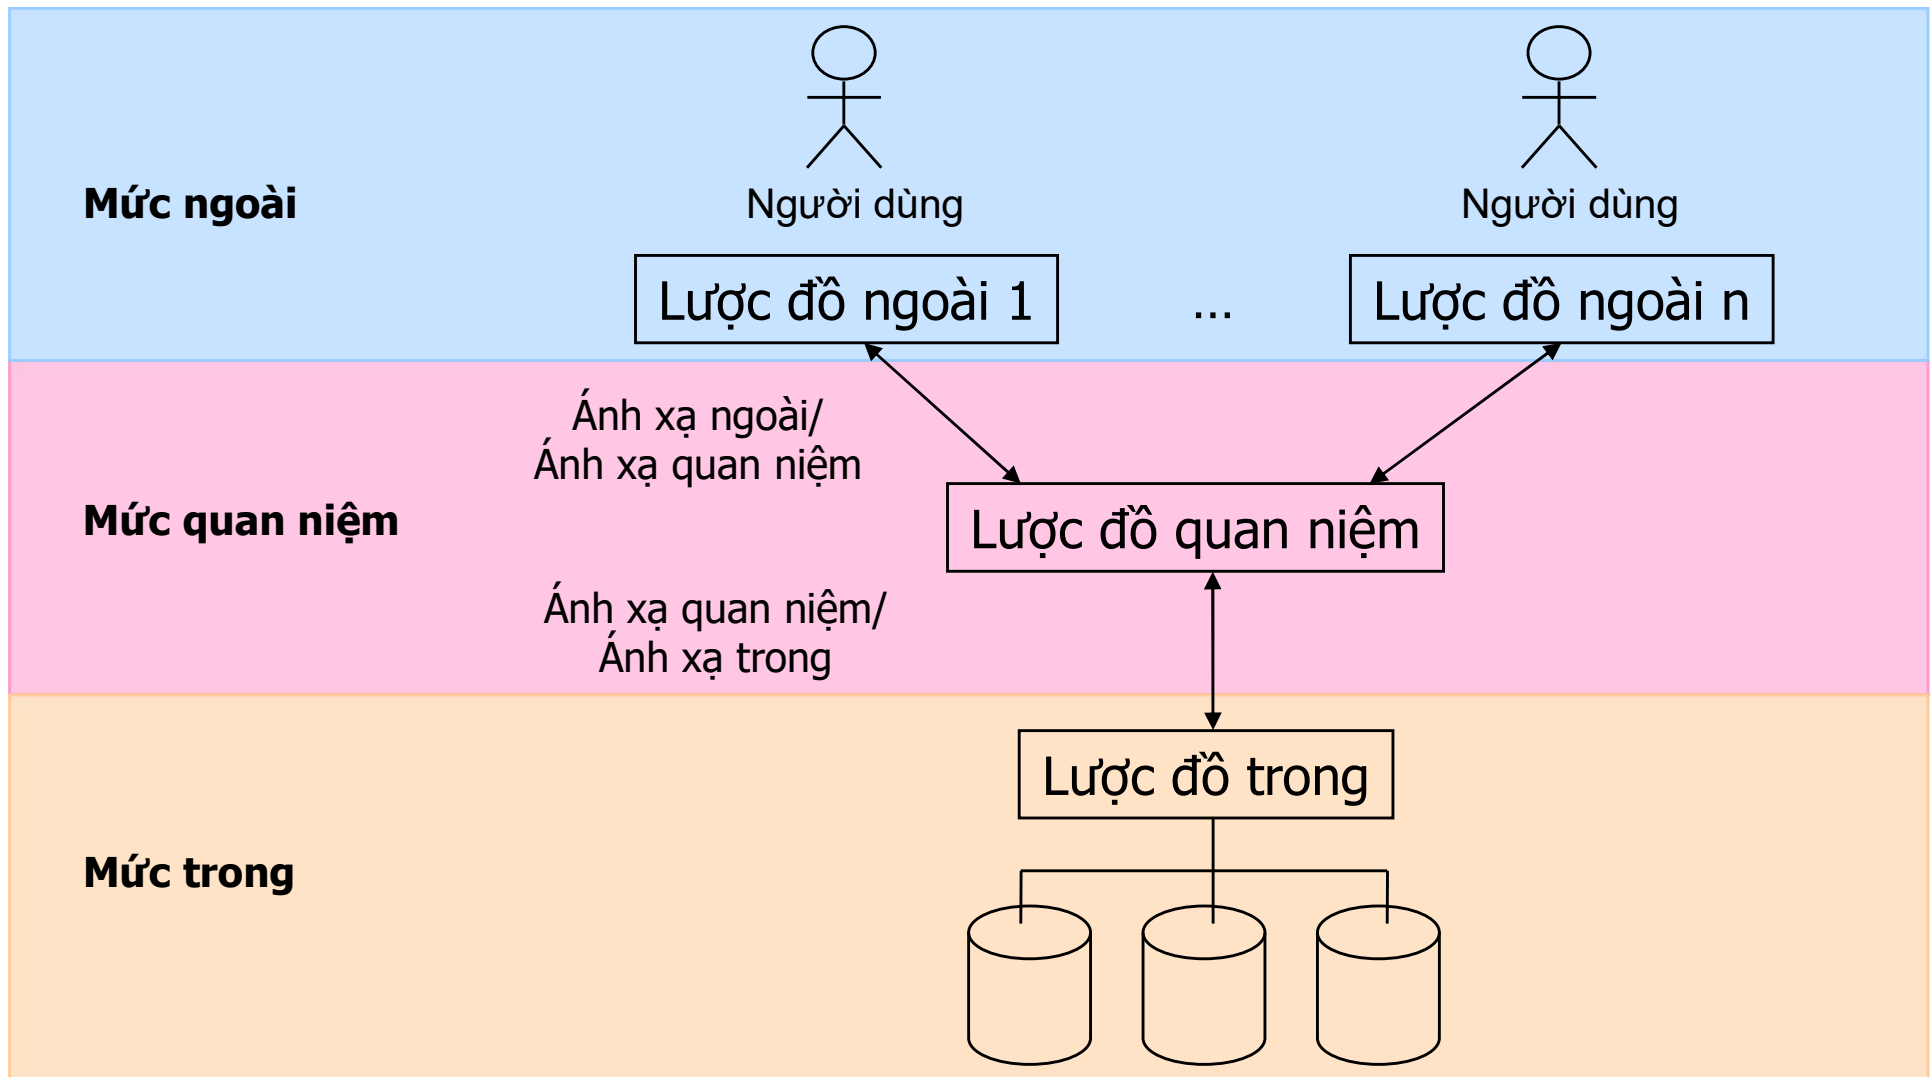 Người dùng
Người dùng
Mức ngoài
Lược đồ ngoài 1
...
Lược đồ ngoài n
Ánh xạ ngoài/
Ánh xạ quan niệm
Mức quan niệm
Lược đồ quan niệm
Ánh xạ quan niệm/
Ánh xạ trong
Lược đồ trong
Mức trong